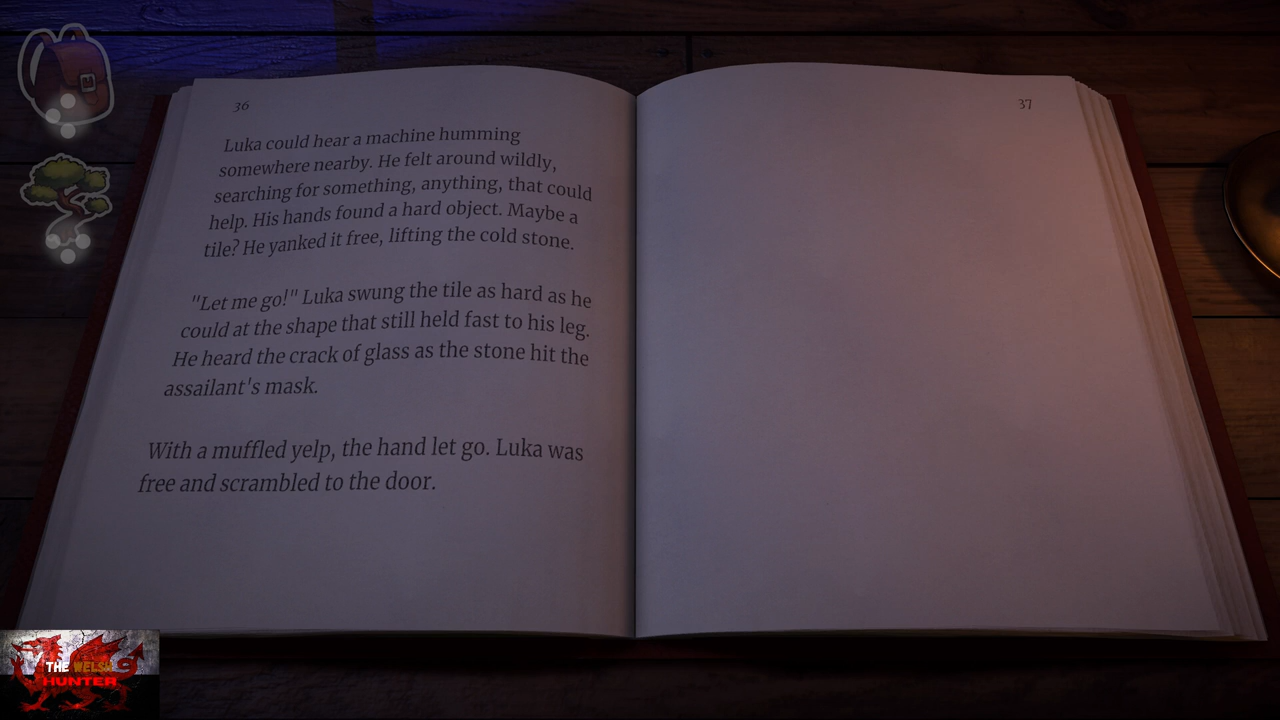 36
Luka could hear a machine humming
somewhere nearby. He felt around wildly,
searching for something, anything, that could
help. His hands found a hard object. Maybe a
tile? He yanked it free, lifting the cold stone.
"Let me go!" Luka swung the tile as hard as he
could at the shape that still held fast to his leg.
He heard the crack of glass as the stone hit the
assailant's mask.
With a muffled yelp, the hand let go. Luka was
free and scrambled to the door.
37
THE WELSH
HUNTER